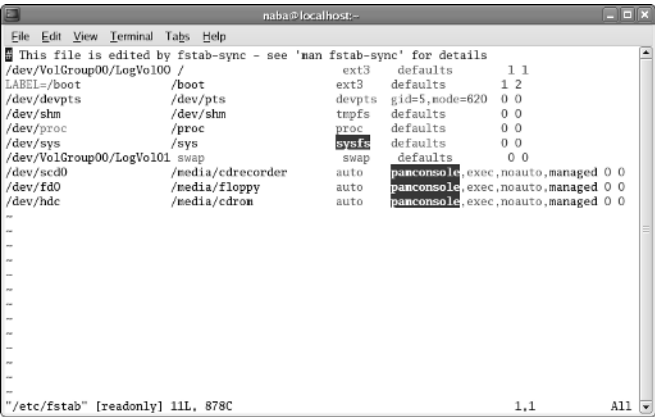 naba@localhost:~
File Edit View Terminal Tabs Help
# This file is edited by fstab-sync - see 'man fstab-sync' for details
/dev/VolGroup00/LogVol00 / ext3 defaults 1 1
LABEL=/boot /boot ext3 defaults 1 2
/dev/devpts /dev/pts devpts gid=5,mode=620 0 0
/dev/shm /dev/shm tmpfs defaults 0 0
/dev/proc /proc proc defaults 0 0
/dev/sys /sys sysfs defaults 0 0
/dev/VolGroup00/LogVol01 swap swap defaults 0 0
/dev/scd0 /media/cdrecorder auto pamconsole,exec,noauto,managed 0 0
/dev/fd0 /media/floppy auto pamconsole,exec,noauto,managed 0 0
/dev/hdc /media/cdrom auto pamconsole,exec,noauto,managed 0 0
~
~
~
~
~
~
~
~
~
~
~
~
~
"/etc/fstab" [readonly] 11L, 878C 1,1 All